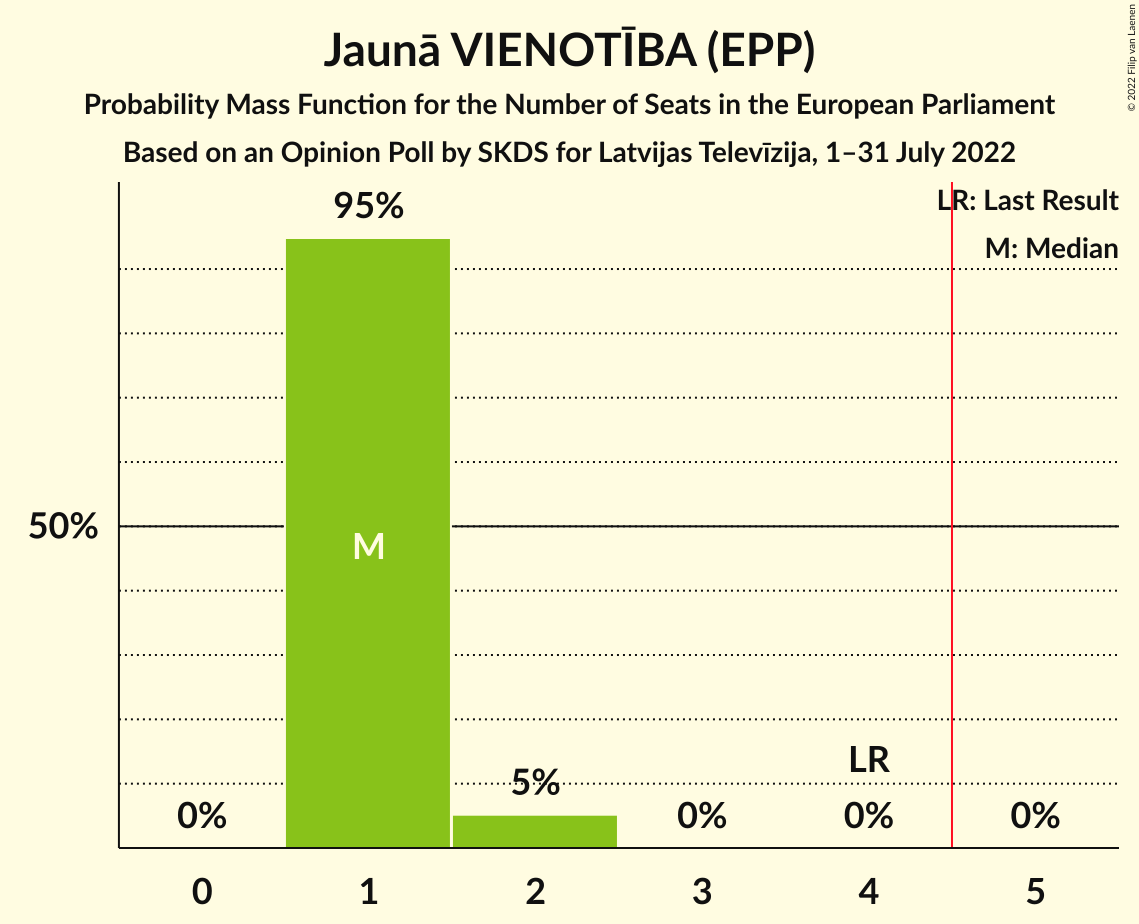 Jaunā VIENOTĪBA (EPP)
Probability Mass Function for the Number of Seats in the European Parliament
Based on an Opinion Poll by SKDS for Latvijas Televīzija, 1–31 July 2022
© 2022 Filip van Laenen
LR: Last Result
M: Median
95%
50%
M
LR
5%
0%
0%
0%
0%
0 1 2 3 4 5